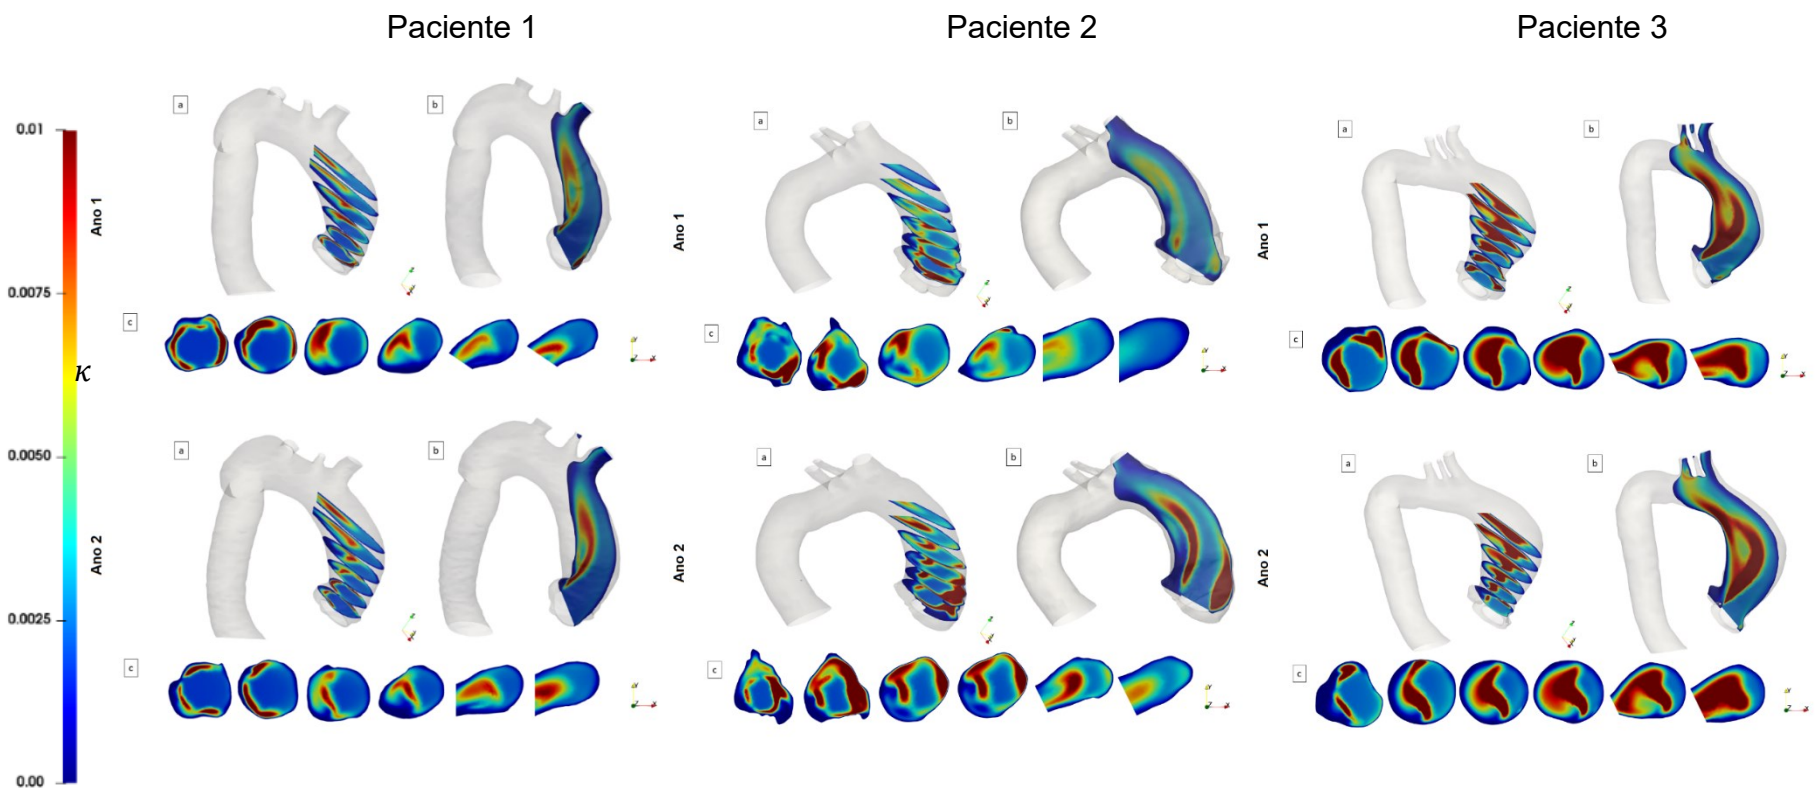 Paciente 1
Paciente 2
Paciente 3
0.01
0.0075
0.0050
0.0025
0.00
κ
Ano 1
Ano 2
a
b
c
a
b
c
Ano 1
Ano 2
a
b
c
a
b
c
Ano 1
Ano 2
a
b
c
a
b
c